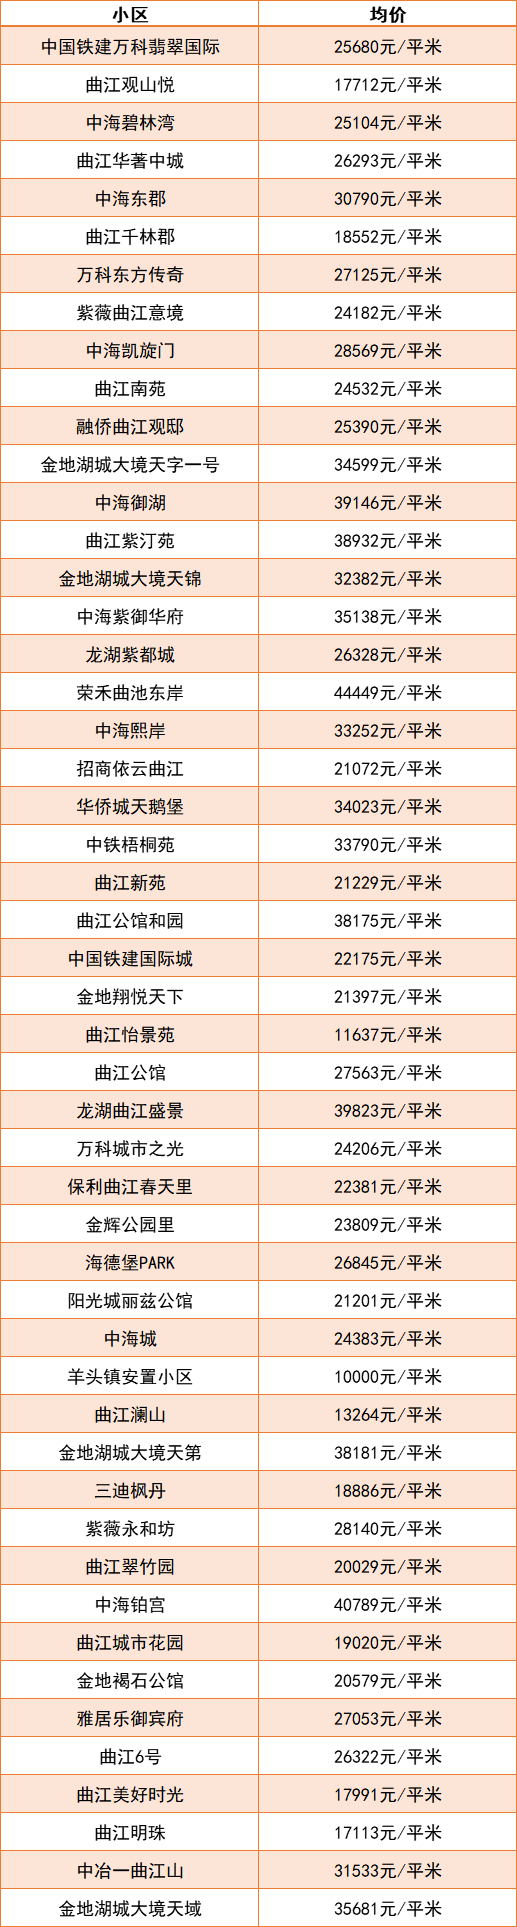 小区 均价
中国铁建万科翡翠国际 25680元/平米
曲江观山悦 17712元/平米
中海碧林湾 25104元/平米
曲江华著中城 26293元/平米
中海东郡 30790元/平米
曲江千林郡 18552元/平米
万科东方传奇 27125元/平米
紫薇曲江意境 24182元/平米
中海凯旋门 28569元/平米
曲江南苑 24532元/平米
融侨曲江观邸 25390元/平米
金地湖城大境天字一号 34599元/平米
中海御湖 39146元/平米
曲江紫汀苑 38932元/平米
金地湖城大境天锦 32382元/平米
中海紫御华府 35138元/平米
龙湖紫都城 26328元/平米
荣禾曲池东岸 44449元/平米
中海熙岸 33252元/平米
招商依云曲江 21072元/平米
华侨城天鹅堡 34023元/平米
中铁梧桐苑 33790元/平米
曲江新苑 21229元/平米
曲江公馆和园 38175元/平米
中国铁建国际城 22175元/平米
金地翔悦天下 21397元/平米
曲江怡景苑 11637元/平米
曲江公馆 27563元/平米
龙湖曲江盛景 39823元/平米
万科城市之光 24206元/平米
保利曲江春天里 22381元/平米
金辉公园里 23809元/平米
海德堡PARK 26845元/平米
阳光城丽兹公馆 21201元/平米
中海城 24383元/平米
羊头镇安置小区 10000元/平米
曲江澜山 13264元/平米
金地湖城大境天第 38181元/平米
三迪枫丹 18886元/平米
紫薇永和坊 28140元/平米
曲江翠竹园 20029元/平米
中海铂宫 40789元/平米
曲江城市花园 19020元/平米
金地褐石公馆 20579元/平米
雅居乐御宾府 27053元/平米
曲江6号 26322元/平米
曲江美好时光 17991元/平米
曲江明珠 17113元/平米
中冶一曲江山 31533元/平米
金地湖城大境天域 35681元/平米